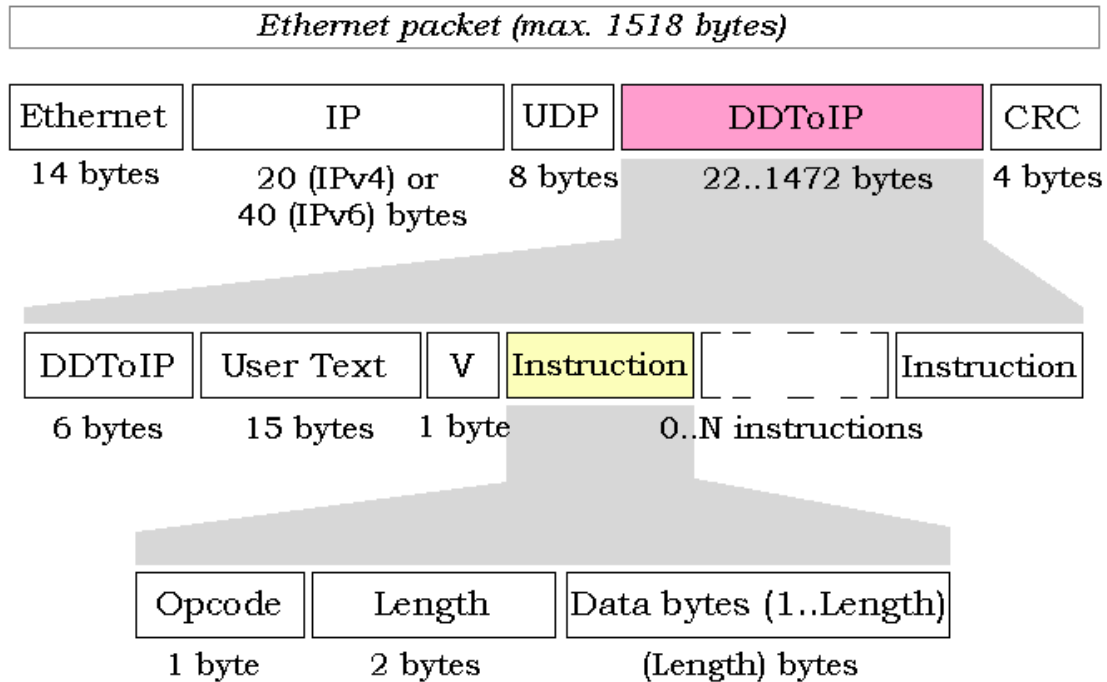 Ethernet packet (max. 1518 bytes)
Ethernet IP UDP DDToIP CRC
14 bytes 20 (IPv4) or 8 bytes 22..1472 bytes 4 bytes
40 (IPv6) bytes
DDToIP User Text V Instruction Instruction
6 bytes 15 bytes 1 byte 0..N instructions
Opcode Length Data bytes (1..Length)
1 byte 2 bytes (Length) bytes